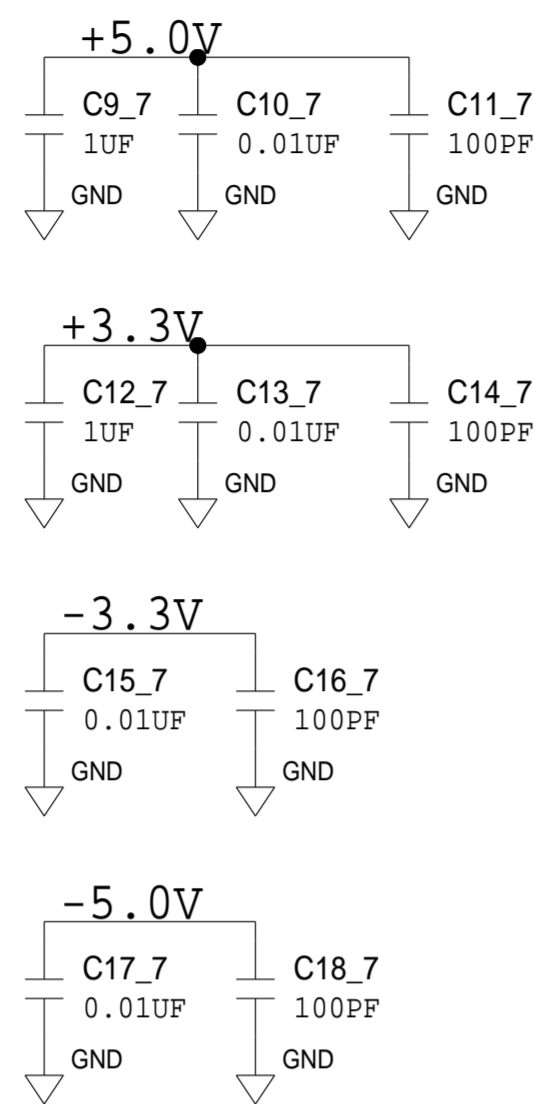 +5.0V
C9_7 C10_7 C11_7
1UF 0.01UF 100PF
GND GND GND
+3.3V
C12_7 C13_7 C14_7
1UF 0.01UF 100PF
GND GND GND
-3.3V
C15_7 C16_7
0.01UF 100PF
GND GND
-5.0V
C17_7 C18_7
0.01UF 100PF
GND GND